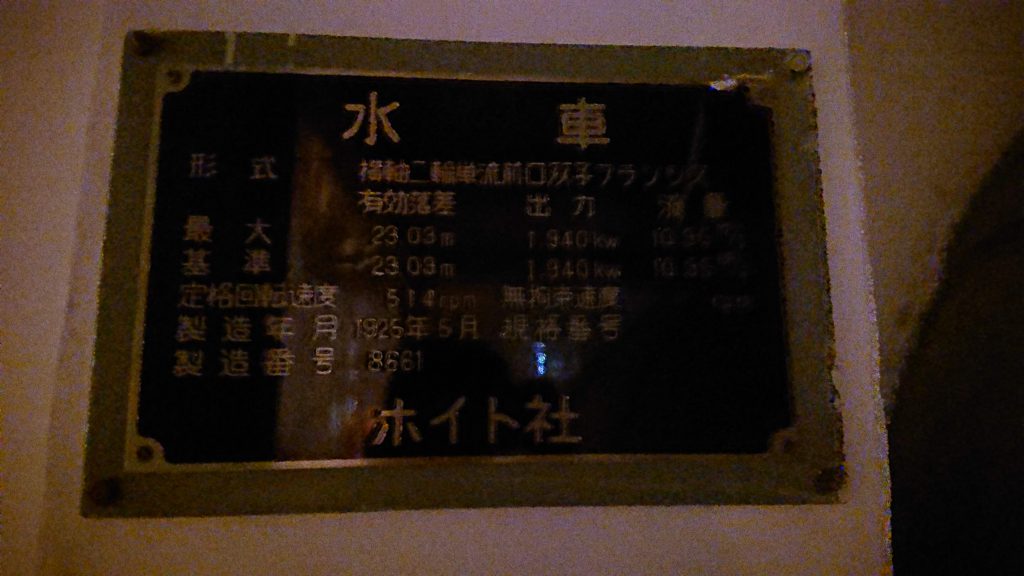 水車
形式 横軸二輪単流前口双子フランシス
有効落差 出力 流量
最大 23.03m 1.940kw
基準 23.03m 1.940kw
定格回転速度 514rpm 無拘束速度 rpm
製造年月 1926年6月 規格番号
製造番号 8661
ホイト社